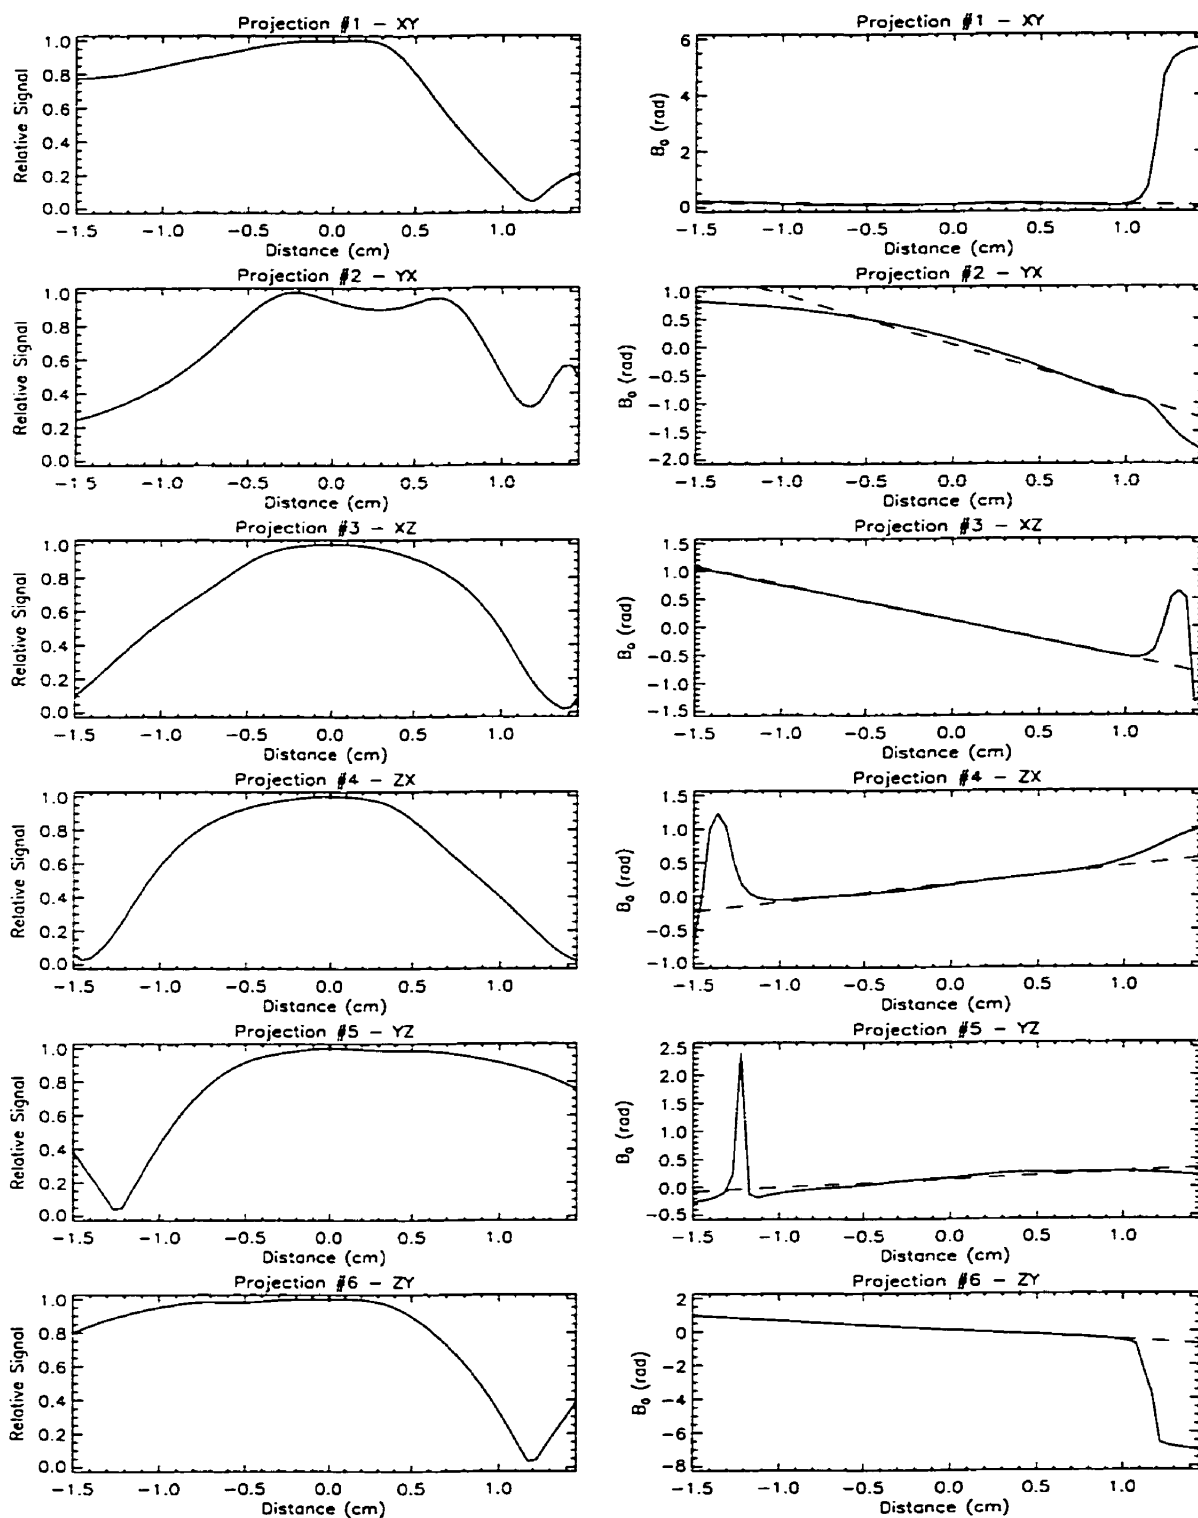 Projection #1 - XY
Relative Signal
1.0
0.8
0.6
0.4
0.2
0.0
-1.5 -1.0 -0.5 0.0 0.5 1.0
Distance (cm)
Projection #1 - XY
B₀ (rad)
6
4
2
0
-1.5 -1.0 -0.5 0.0 0.5 1.0
Distance (cm)
Projection #2 - YX
Relative Signal
1.0
0.8
0.6
0.4
0.2
0.0
-1.5 -1.0 -0.5 0.0 0.5 1.0
Distance (cm)
Projection #2 - YX
B₀ (rad)
1.0
0.5
0.0
-0.5
-1.0
-1.5
-2.0
-1.5 -1.0 -0.5 0.0 0.5 1.0
Distance (cm)
Projection #3 - XZ
Relative Signal
1.0
0.8
0.6
0.4
0.2
0.0
-1.5 -1.0 -0.5 0.0 0.5 1.0
Distance (cm)
Projection #3 - XZ
B₀ (rad)
1.5
1.0
0.5
0.0
-0.5
-1.0
-1.5
-1.5 -1.0 -0.5 0.0 0.5 1.0
Distance (cm)
Projection #4 - ZX
Relative Signal
1.0
0.8
0.6
0.4
0.2
0.0
-1.5 -1.0 -0.5 0.0 0.5 1.0
Distance (cm)
Projection #4 - ZX
B₀ (rad)
1.5
1.0
0.5
0.0
-0.5
-1.0
-1.5 -1.0 -0.5 0.0 0.5 1.0
Distance (cm)
Projection #5 - YZ
Relative Signal
1.0
0.8
0.6
0.4
0.2
0.0
-1.5 -1.0 -0.5 0.0 0.5 1.0
Distance (cm)
Projection #5 - YZ
B₀ (rad)
2.5
2.0
1.5
1.0
0.5
0.0
-0.5
-1.5 -1.0 -0.5 0.0 0.5 1.0
Distance (cm)
Projection #6 - ZY
Relative Signal
1.0
0.8
0.6
0.4
0.2
0.0
-1.5 -1.0 -0.5 0.0 0.5 1.0
Distance (cm)
Projection #6 - ZY
B₀ (rad)
2
0
-2
-4
-6
-8
-1.5 -1.0 -0.5 0.0 0.5 1.0
Distance (cm)